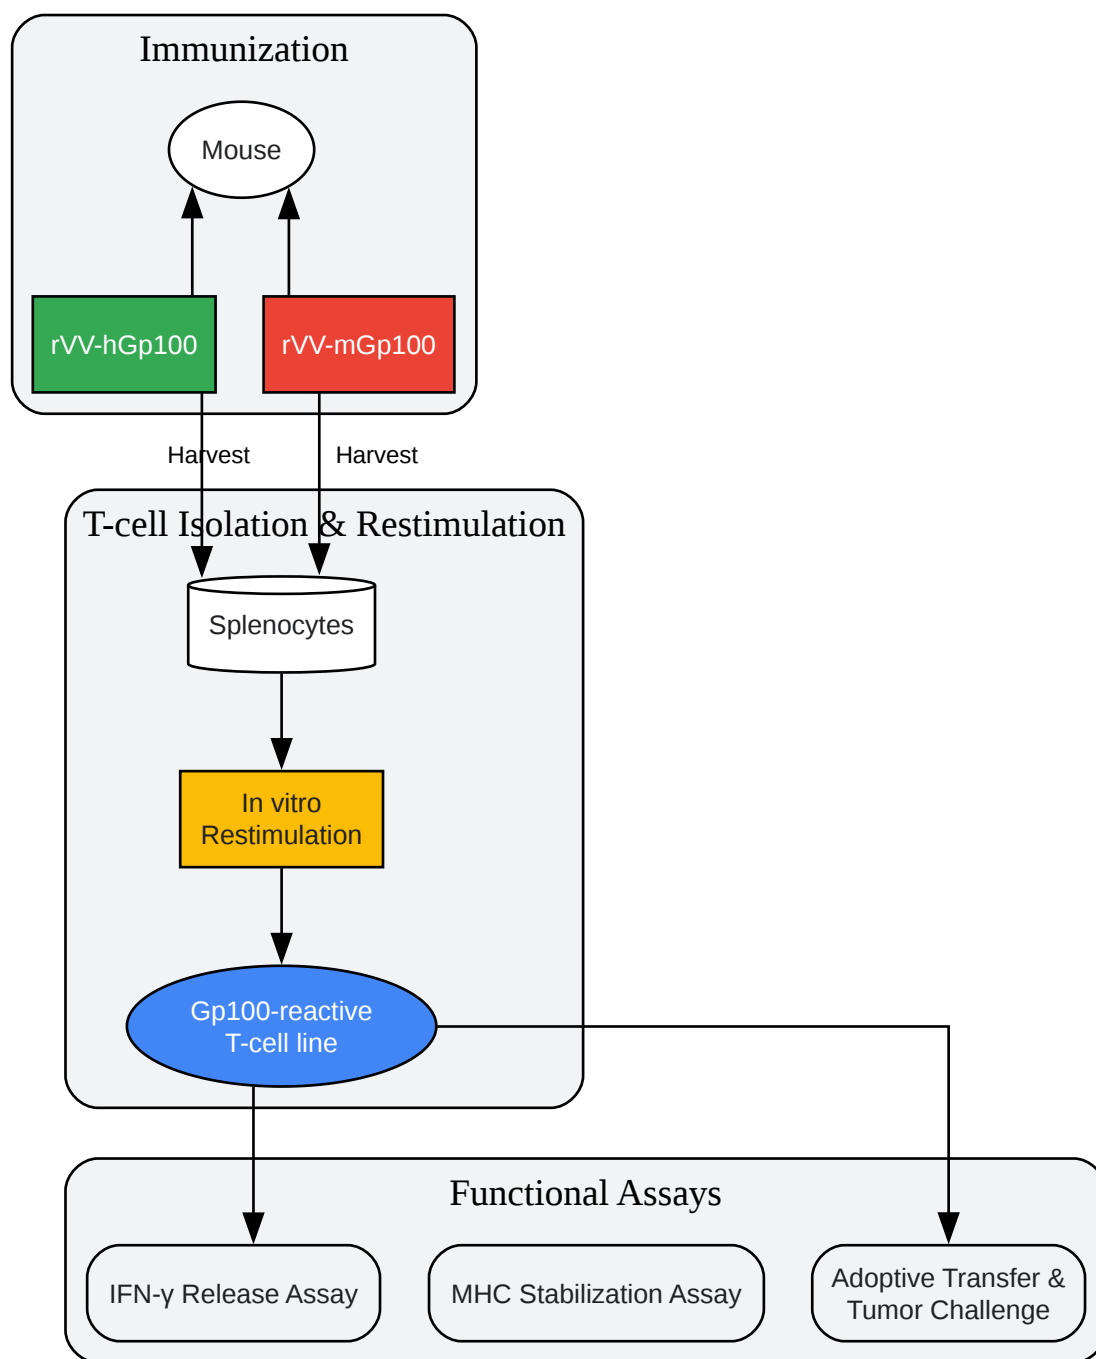 Immunization
Mouse
rVV-hGp100
rVV-mGp100
Harvest
Harvest
T-cell Isolation & Restimulation
Splenocytes
In vitro
Restimulation
Gp100-reactive
T-cell line
Functional Assays
IFN-γ Release Assay
MHC Stabilization Assay
Adoptive Transfer &
Tumor Challenge